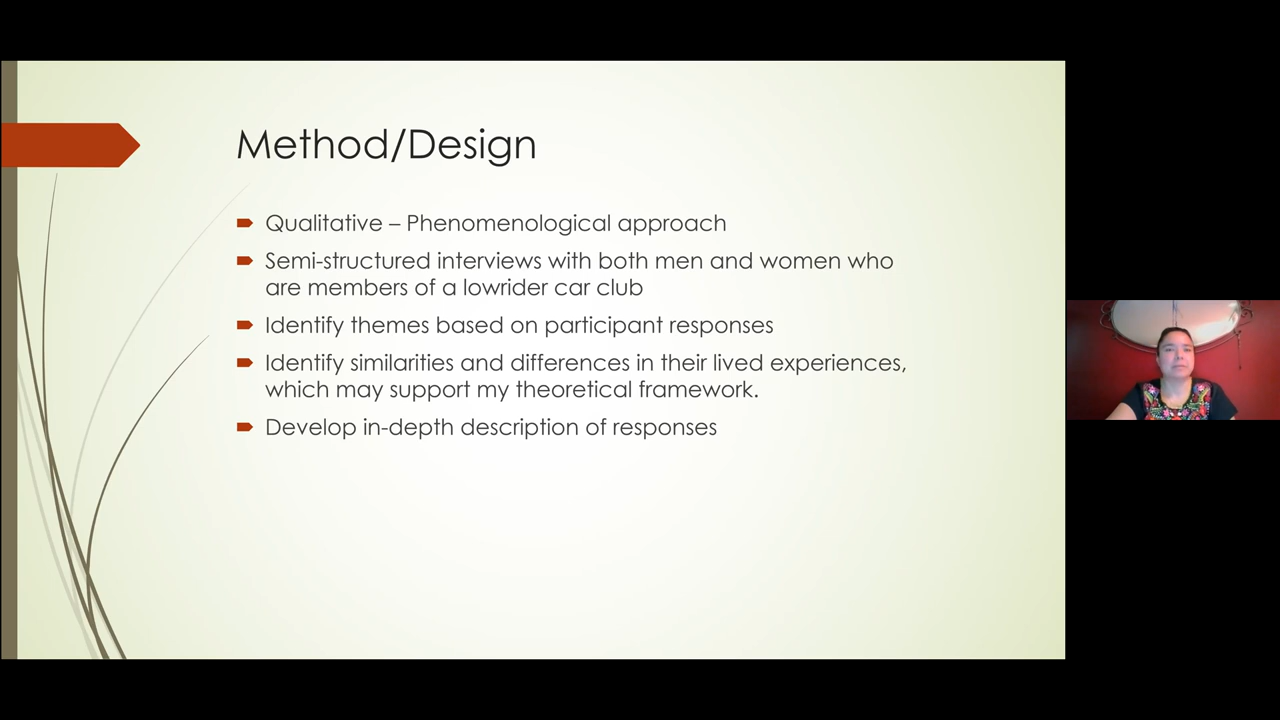 Method/Design
Qualitative – Phenomenological approach
Semi-structured interviews with both men and women who
are members of a lowrider car club
Identify themes based on participant responses
Identify similarities and differences in their lived experiences,
which may support my theoretical framework.
Develop in-depth description of responses